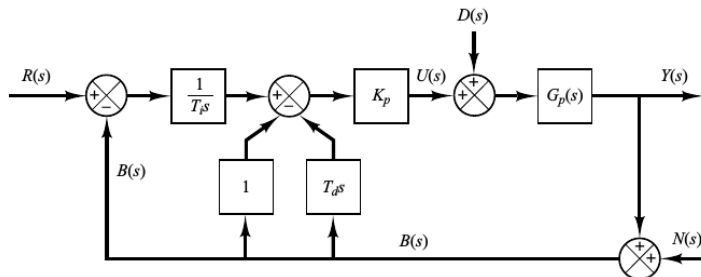 D(s)
R(s)
+
−
1
T_i s
+
−
K_p
U(s)
+
+
G_p(s)
Y(s)
B(s)
1
T_d s
B(s)
+
+
N(s)